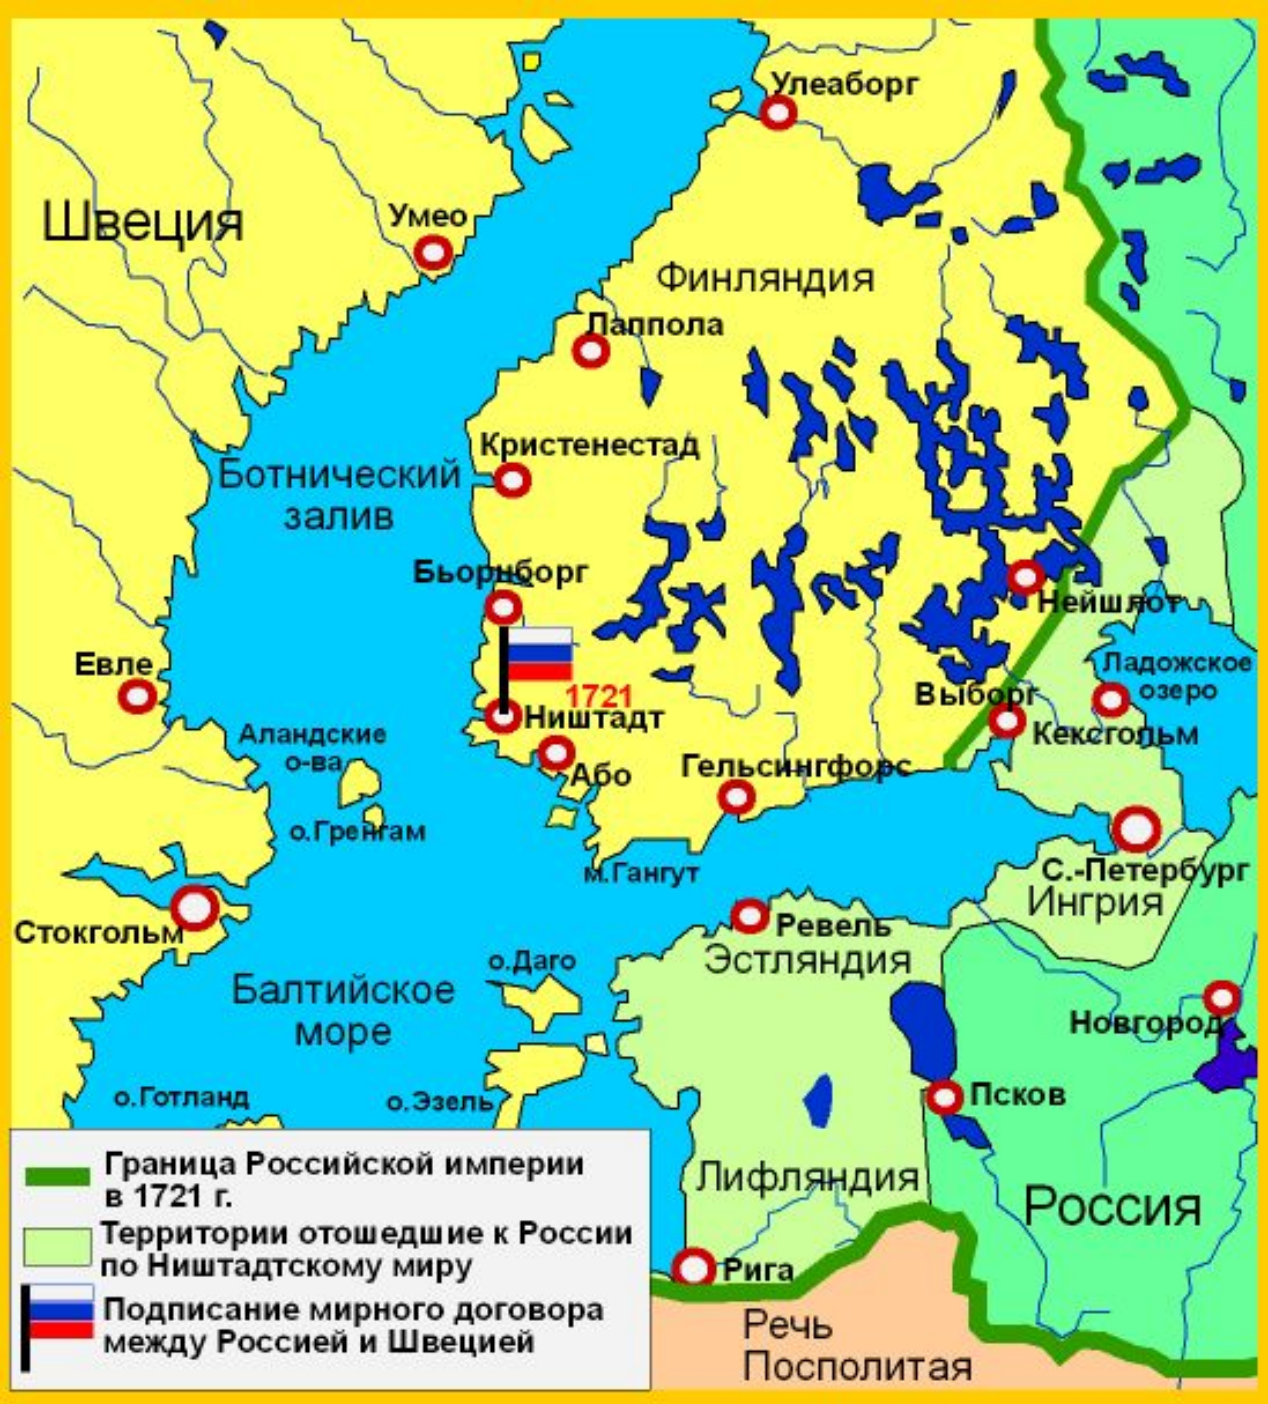 Улеаборг
Швеция
Умео
Финляндия
Лаппола
Кристенестад
Ботнический
залив
Бьорнборг
Нейшлот
Евле
Ладожское
озеро
1721
Выборг
Ништадт
Кексгольм
Аландские
о-ва
Або
Гельсингфорс
о.Гренгам
м.Гангут
С.-Петербург
Ингрия
Стокгольм
Ревель
Эстляндия
о.Даго
Балтийское
море
Новгород
о.Готланд
о.Эзель
Псков
Лифляндия
Россия
Рига
Речь
Посполитая
Граница Российской империи
в 1721 г.
Территории отошедшие к России
по Ништадтскому миру
Подписание мирного договора
между Россией и Швецией